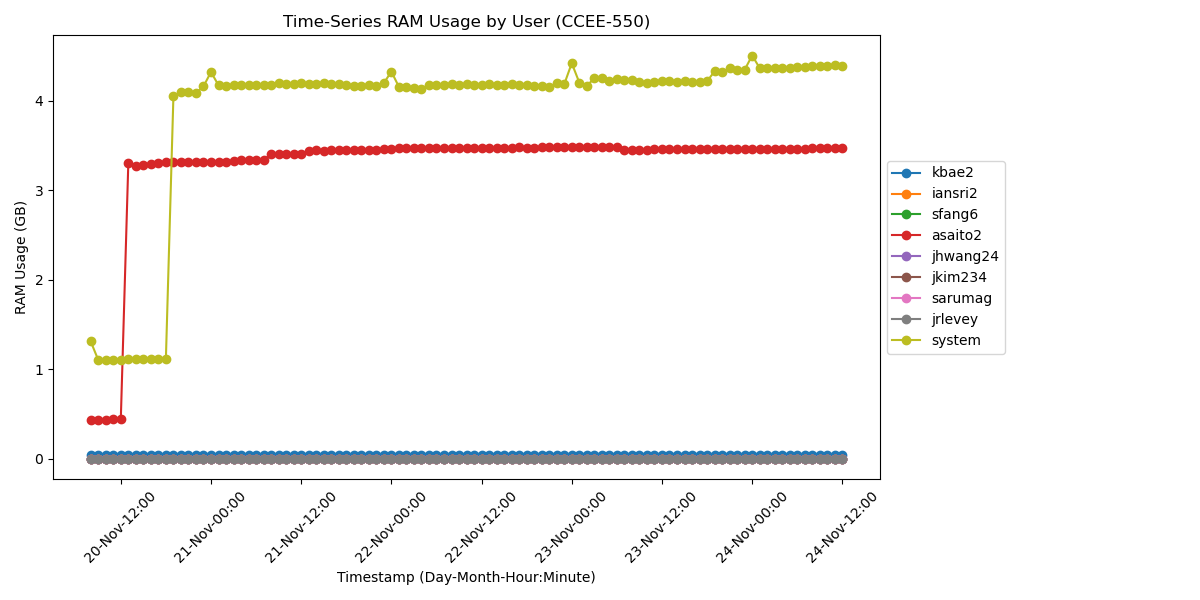 Time-Series RAM Usage by User (CCEE-550)
RAM Usage (GB)
4
3
2
1
0
20-Nov-12:00
21-Nov-00:00
21-Nov-12:00
22-Nov-00:00
22-Nov-12:00
23-Nov-00:00
23-Nov-12:00
24-Nov-00:00
24-Nov-12:00
Timestamp (Day-Month-Hour:Minute)
kbae2
iansri2
sfang6
asaito2
jhwang24
jkim234
sarumag
jrlevey
system